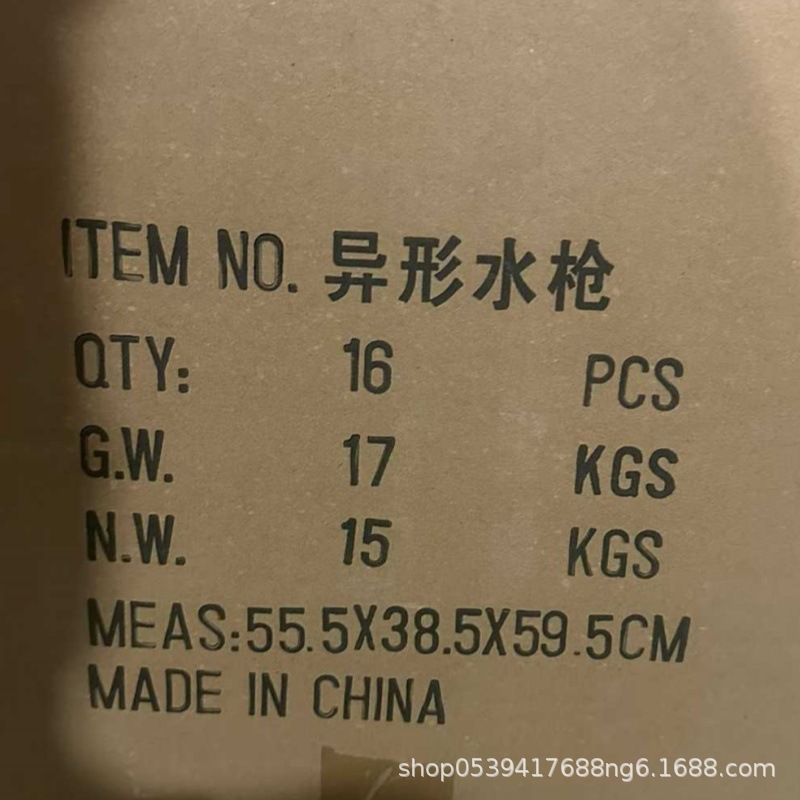 ITEM NO. 异形水枪
QTY: 16 PCS
G.W. 17 KGS
N.W. 15 KGS
MEAS:55.5X38.5X59.5CM
MADE IN CHINA
shop0539417688ng6.1688.com